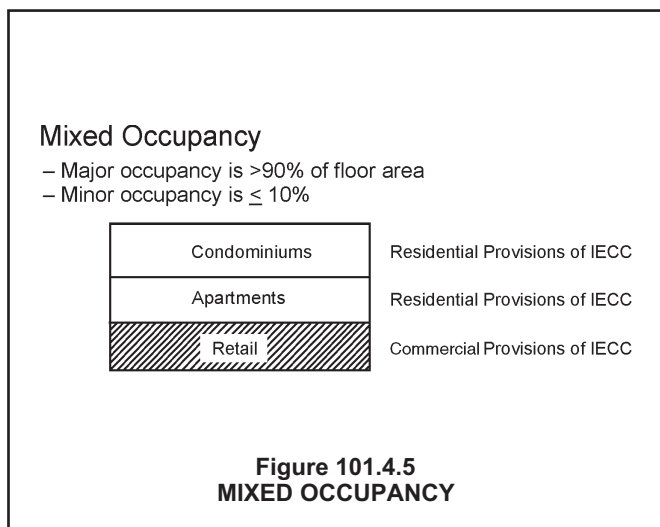 Mixed Occupancy
– Major occupancy is >90% of floor area
– Minor occupancy is ≤ 10%
Condominiums Residential Provisions of IECC
Apartments Residential Provisions of IECC
Retail Commercial Provisions of IECC
Figure 101.4.5
MIXED OCCUPANCY